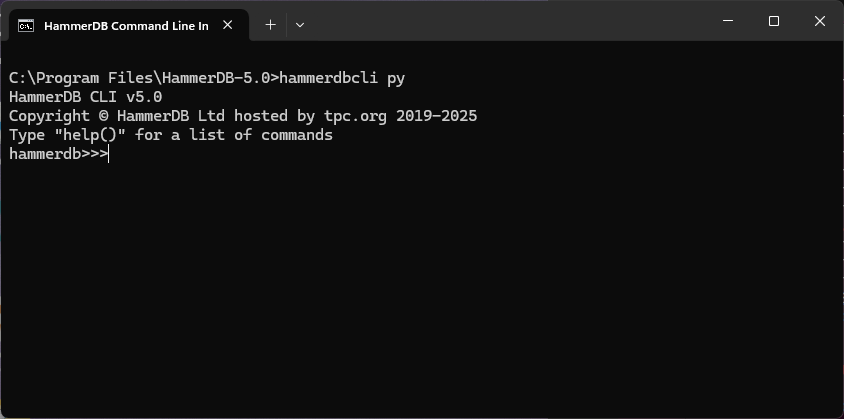 HammerDB Command Line In
C:\Program Files\HammerDB-5.0>hammerdbcli py
HammerDB CLI v5.0
Copyright © HammerDB Ltd hosted by tpc.org 2019-2025
Type "help()" for a list of commands
hammerdb>>>